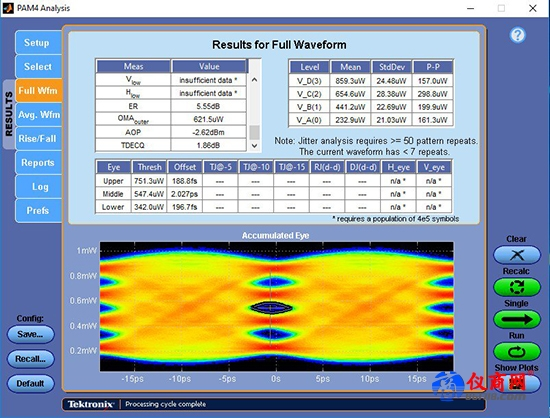 PAM4 Analysis
Setup
Select
Full Wfm
Avg. Wfm
Rise/Fall
Reports
Log
Prefs
RESULTS
Config:
Save...
Recall...
Default
Results for Full Waveform
Meas Value
Vlow insufficient data *
Hlow insufficient data *
ER 5.55dB
OMAouter 621.5uW
AOP -2.62dBm
TDECQ 1.86dB
Level Mean StdDev P-P
V_D(3) 859.3uW 24.48uW 157.0uW
V_C(2) 654.6uW 28.38uW 298.8uW
V_B(1) 441.2uW 22.69uW 199.9uW
V_A(0) 232.9uW 21.03uW 161.3uW
Note: Jitter analysis requires >= 50 pattern repeats.
The current waveform has < 7 repeats.
Eye Thresh Offset TJ@-5 TJ@-10 TJ@-15 RJ(d-d) DJ(d-d) H_eye V_eye
Upper 751.3uW 188.8fs --- --- --- --- --- n/a * n/a *
Middle 547.4uW 2.027ps --- --- --- --- --- n/a * n/a *
Lower 342.0uW 196.7fs --- --- --- --- --- n/a * n/a *
* requires a population of 4e5 symbols
Accumulated Eye
1mW
0.8mW
0.6mW
0.4mW
0.2mW
-15ps -10ps -5ps 0ps 5ps 10ps 15ps
?
Clear
Recalc
Single
Run
Show Plots
仪商网
Tektronix Processing cycle complete